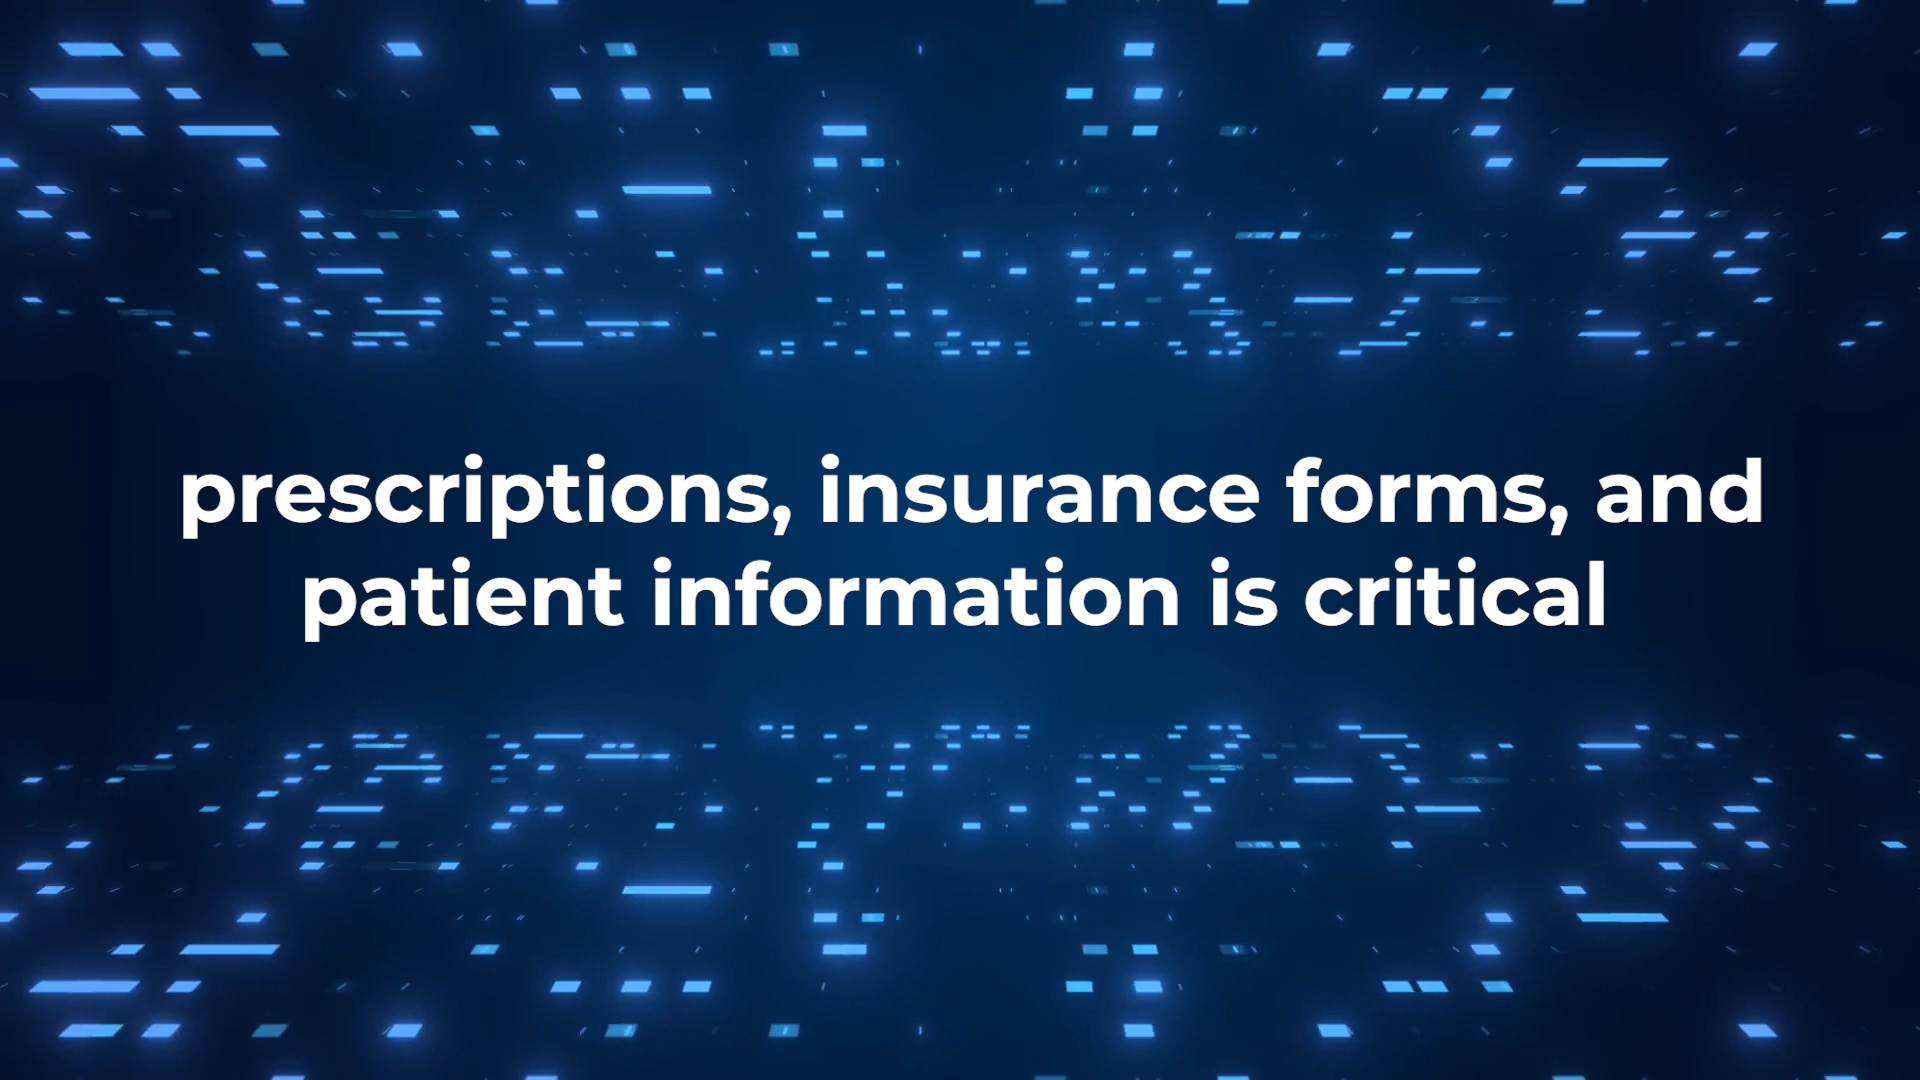 prescriptions, insurance forms, and
patient information is critical